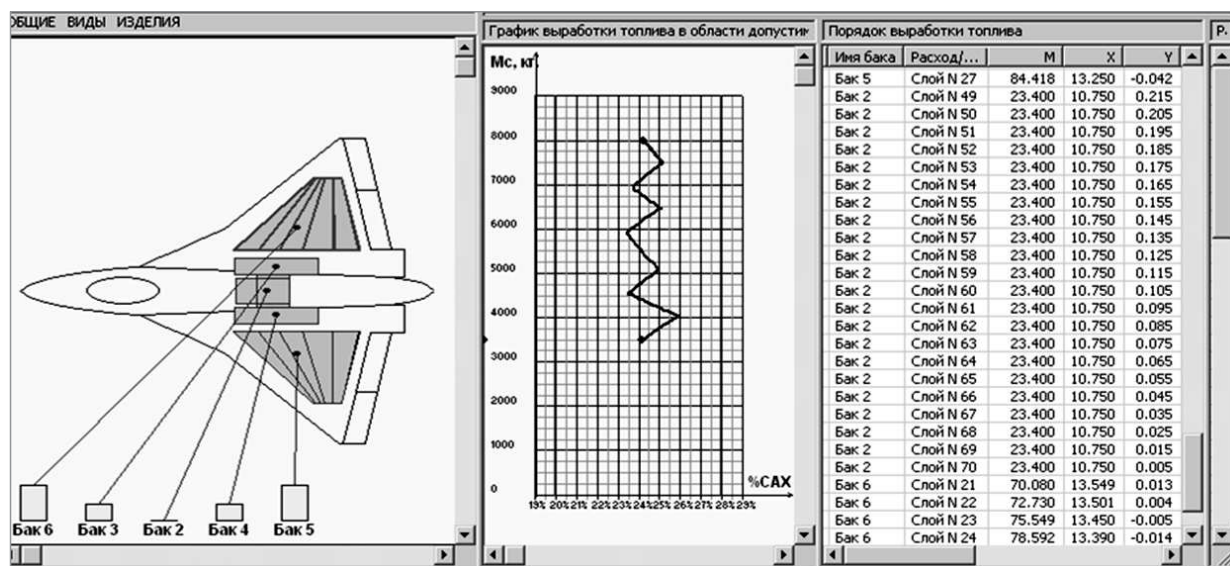 ОБЩИЕ ВИДЫ ИЗДЕЛИЯ
Бак 6 Бак 3 Бак 2 Бак 4 Бак 5
График выработки топлива в области допустим
Мс, кг
9000
8000
7000
6000
5000
4000
3000
2000
1000
0
%САХ
19% 20% 21% 22% 23% 24% 25% 26% 27% 28% 29%
Порядок выработки топлива
Имя бака Расход/... M X Y
Бак 5 Слой N 27 84.418 13.250 -0.042
Бак 2 Слой N 49 23.400 10.750 0.215
Бак 2 Слой N 50 23.400 10.750 0.205
Бак 2 Слой N 51 23.400 10.750 0.195
Бак 2 Слой N 52 23.400 10.750 0.185
Бак 2 Слой N 53 23.400 10.750 0.175
Бак 2 Слой N 54 23.400 10.750 0.165
Бак 2 Слой N 55 23.400 10.750 0.155
Бак 2 Слой N 56 23.400 10.750 0.145
Бак 2 Слой N 57 23.400 10.750 0.135
Бак 2 Слой N 58 23.400 10.750 0.125
Бак 2 Слой N 59 23.400 10.750 0.115
Бак 2 Слой N 60 23.400 10.750 0.105
Бак 2 Слой N 61 23.400 10.750 0.095
Бак 2 Слой N 62 23.400 10.750 0.085
Бак 2 Слой N 63 23.400 10.750 0.075
Бак 2 Слой N 64 23.400 10.750 0.065
Бак 2 Слой N 65 23.400 10.750 0.055
Бак 2 Слой N 66 23.400 10.750 0.045
Бак 2 Слой N 67 23.400 10.750 0.035
Бак 2 Слой N 68 23.400 10.750 0.025
Бак 2 Слой N 69 23.400 10.750 0.015
Бак 2 Слой N 70 23.400 10.750 0.005
Бак 6 Слой N 21 70.080 13.549 0.013
Бак 6 Слой N 22 72.730 13.501 0.004
Бак 6 Слой N 23 75.549 13.450 -0.005
Бак 6 Слой N 24 78.592 13.390 -0.014